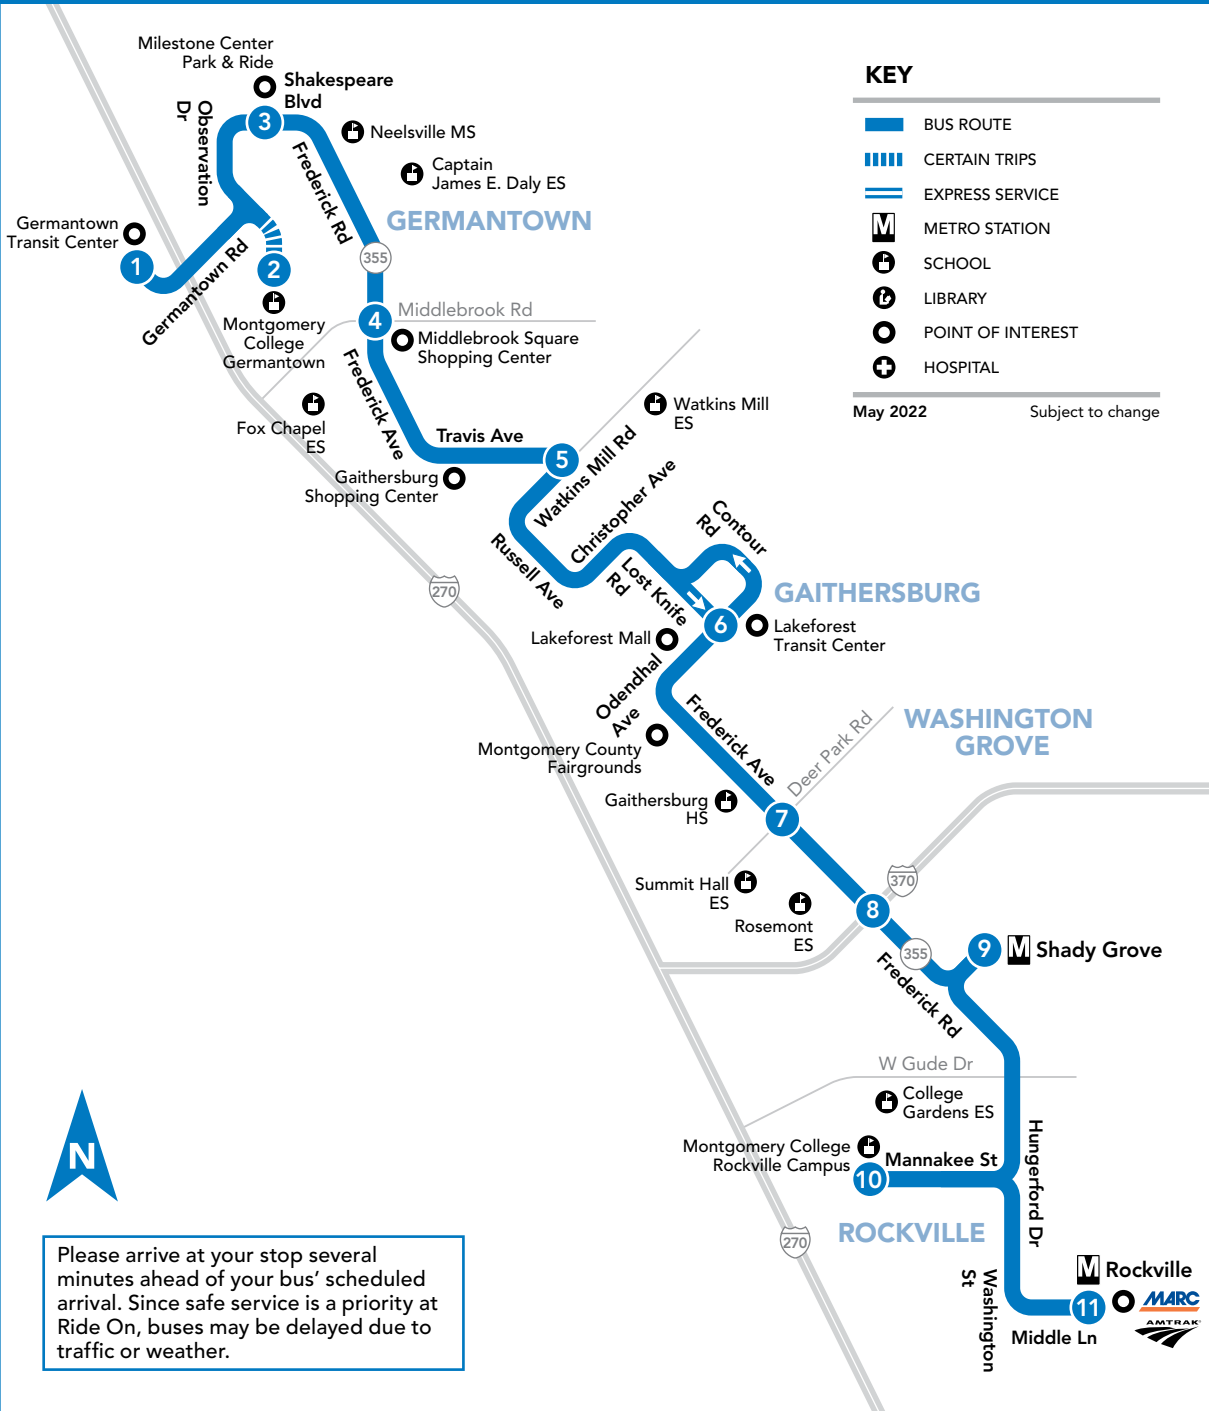 Milestone Center
Park & Ride
Shakespeare
Blvd
3
Observation
Dr
Neelsville MS
Captain
James E. Daly ES
Frederick Rd
GERMANTOWN
Germantown
Transit Center
1
Germantown Rd
2
355
Montgomery
College
Germantown
4
Middlebrook Rd
Middlebrook Square
Shopping Center
Frederick Ave
Fox Chapel
ES
Travis Ave
5
Watkins Mill
ES
Watkins Mill Rd
Gaithersburg
Shopping Center
Christopher Ave
Russell Ave
Contour
Rd
Lost Knife
Rd
270
GAITHERSBURG
6
Lakeforest
Transit Center
Lakeforest Mall
Odendhal
Ave
Montgomery County
Fairgrounds
Frederick Ave
Deer Park Rd
WASHINGTON
GROVE
Gaithersburg
HS
7
Summit Hall
ES
Rosemont
ES
370
8
355
Frederick Rd
9
M
Shady Grove
W Gude Dr
College
Gardens ES
Montgomery College
Rockville Campus
Mannakee St
10
Hungerford Dr
ROCKVILLE
270
Washington
St
M
Rockville
11
MARC
AMTRAK
Middle Ln
KEY
BUS ROUTE
CERTAIN TRIPS
EXPRESS SERVICE
M
METRO STATION
SCHOOL
LIBRARY
POINT OF INTEREST
HOSPITAL
May 2022
Subject to change
N
Please arrive at your stop several
minutes ahead of your bus’ scheduled
arrival. Since safe service is a priority at
Ride On, buses may be delayed due to
traffic or weather.